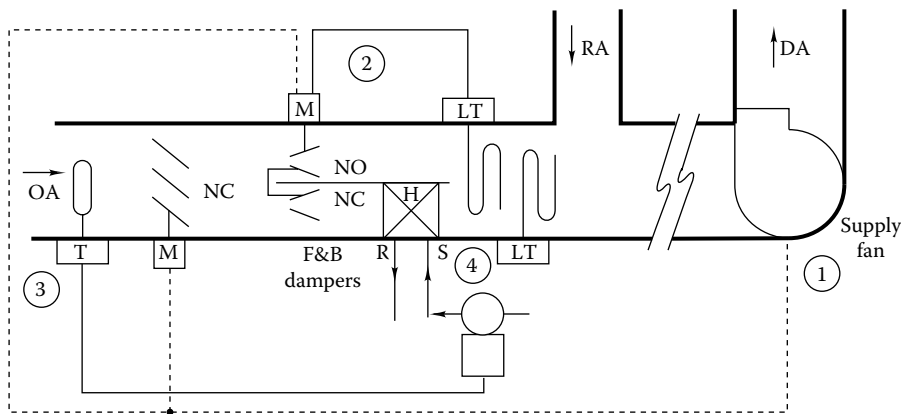 2
RA
DA
M
LT
OA
NC
NO
NC
H
T
M
F&B
dampers
R
S
4
LT
Supply
fan
3
1